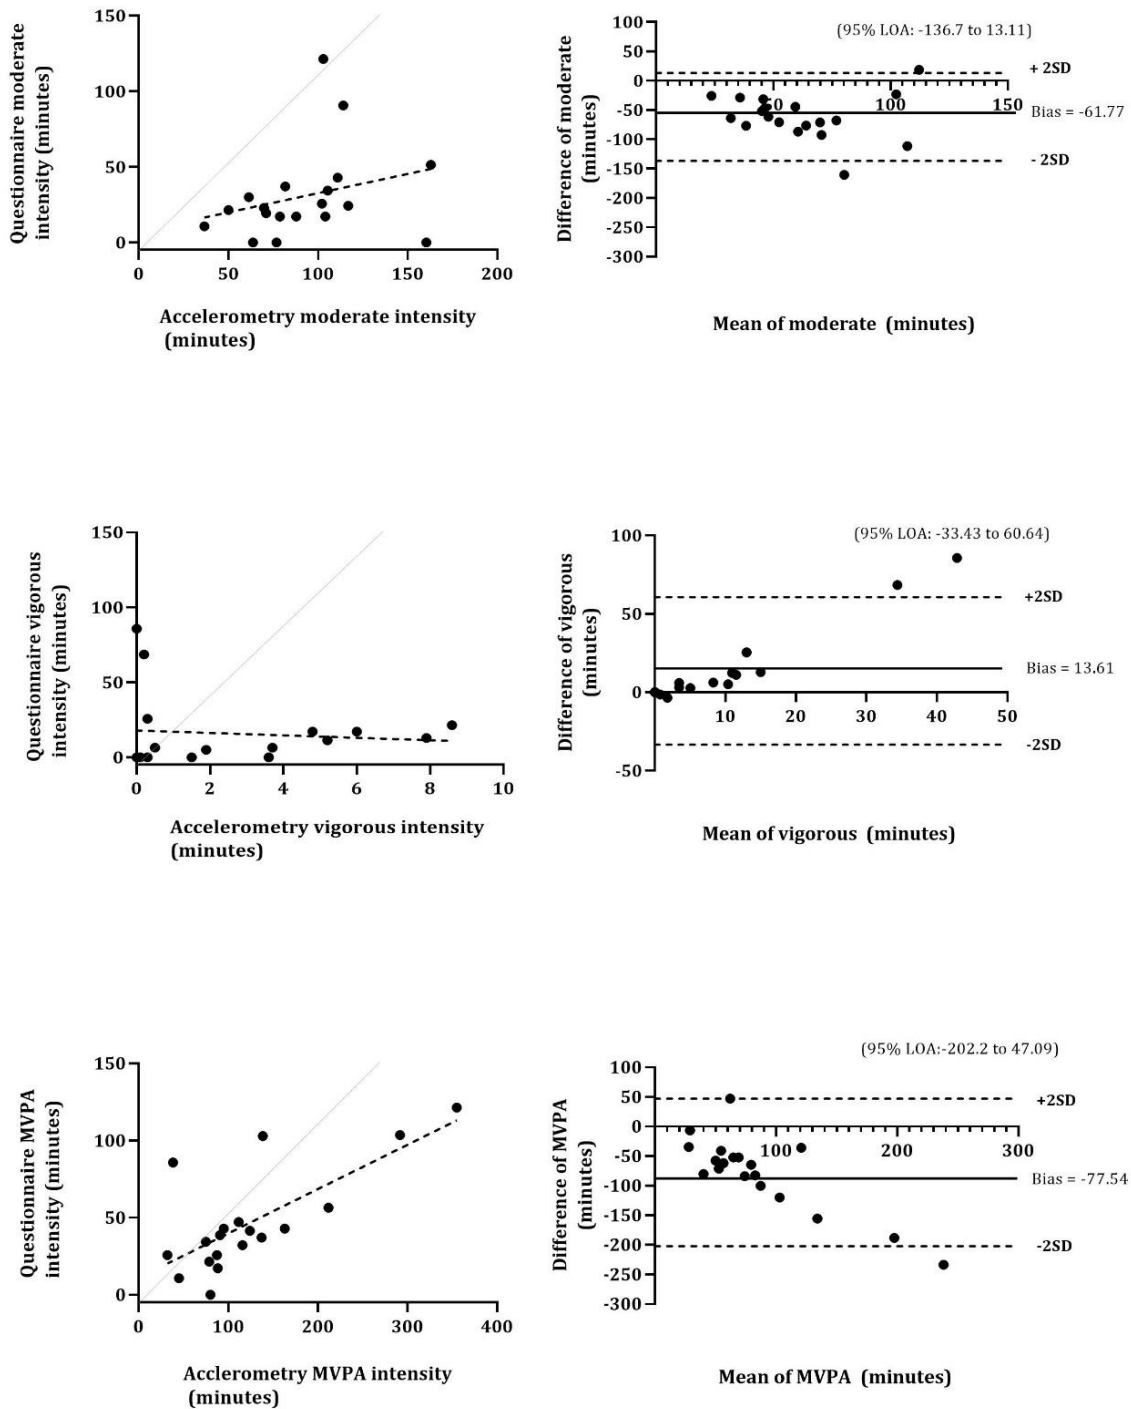 Questionnaire moderate
intensity (minutes)
150
100
50
0
0 50 100 150 200
Accelerometry moderate intensity
(minutes)
Difference of moderate
(minutes)
(95% LOA: -136.7 to 13.11)
100
50
0
-50
-100
-150
-200
-250
-300
50 100 150
+ 2SD
Bias = -61.77
- 2SD
Mean of moderate (minutes)
Questionnaire vigorous
intensity (minutes)
150
100
50
0
0 2 4 6 8 10
Accelerometry vigorous intensity
(minutes)
Difference of vigorous
(minutes)
(95% LOA: -33.43 to 60.64)
100
50
0
-50
10 20 30 40 50
+2SD
Bias = 13.61
-2SD
Mean of vigorous (minutes)
Questionnaire MVPA
intensity (minutes)
150
100
50
0
0 100 200 300 400
Acclerometry MVPA intensity
(minutes)
Difference of MVPA
(minutes)
(95% LOA:-202.2 to 47.09)
100
50
0
-50
-100
-150
-200
-250
-300
100 200 300
+2SD
Bias = -77.54
-2SD
Mean of MVPA (minutes)